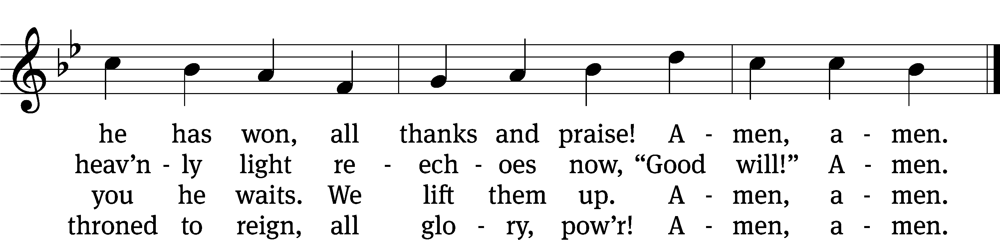 he has won, all thanks and praise! A - men, a - men.
heav’n - ly light re - ech - oes now, “Good will!” A - men.
you he waits. We lift them up. A - men, a - men.
throned to reign, all glo - ry, pow’r! A - men, a - men.